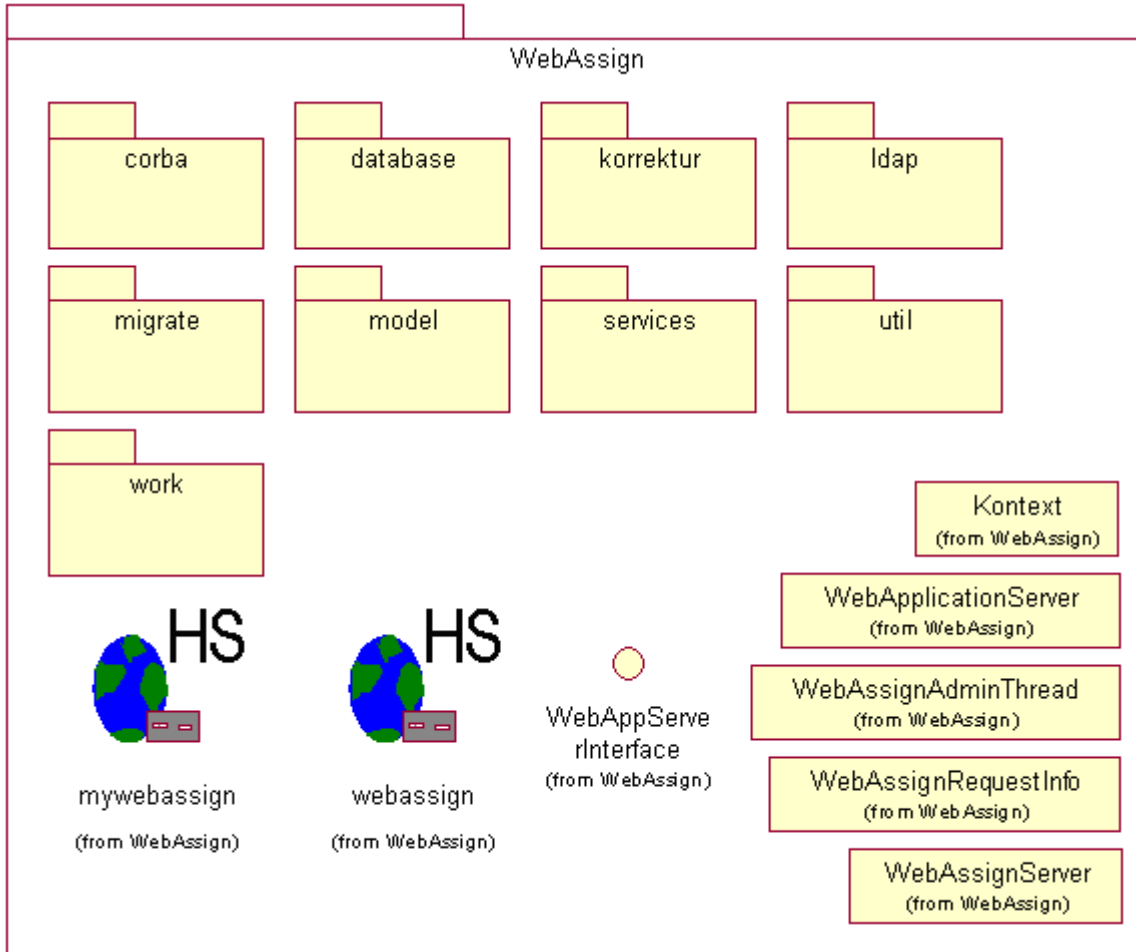 WebAssign
corba
database
korrektur
ldap
migrate
model
services
util
work
Kontext
(from WebAssign)
WebApplicationServer
(from WebAssign)
WebAssignAdminThread
(from WebAssign)
WebAssignRequestInfo
(from WebAssign)
WebAssignServer
(from WebAssign)
HS
mywebassign
(from WebAssign)
HS
webassign
(from WebAssign)
WebAppServe
rInterface
(from WebAssign)